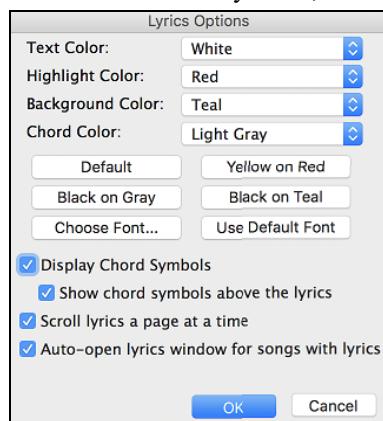 Lyrics Options
Text Color: White
Highlight Color: Red
Background Color: Teal
Chord Color: Light Gray
Default Yellow on Red
Black on Gray Black on Teal
Choose Font... Use Default Font
Display Chord Symbols
Show chord symbols above the lyrics
Scroll lyrics a page at a time
Auto-open lyrics window for songs with lyrics
OK Cancel